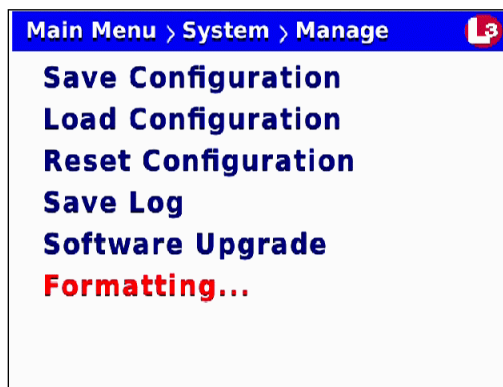 Main Menu > System > Manage L3
Save Configuration
Load Configuration
Reset Configuration
Save Log
Software Upgrade
Formatting...